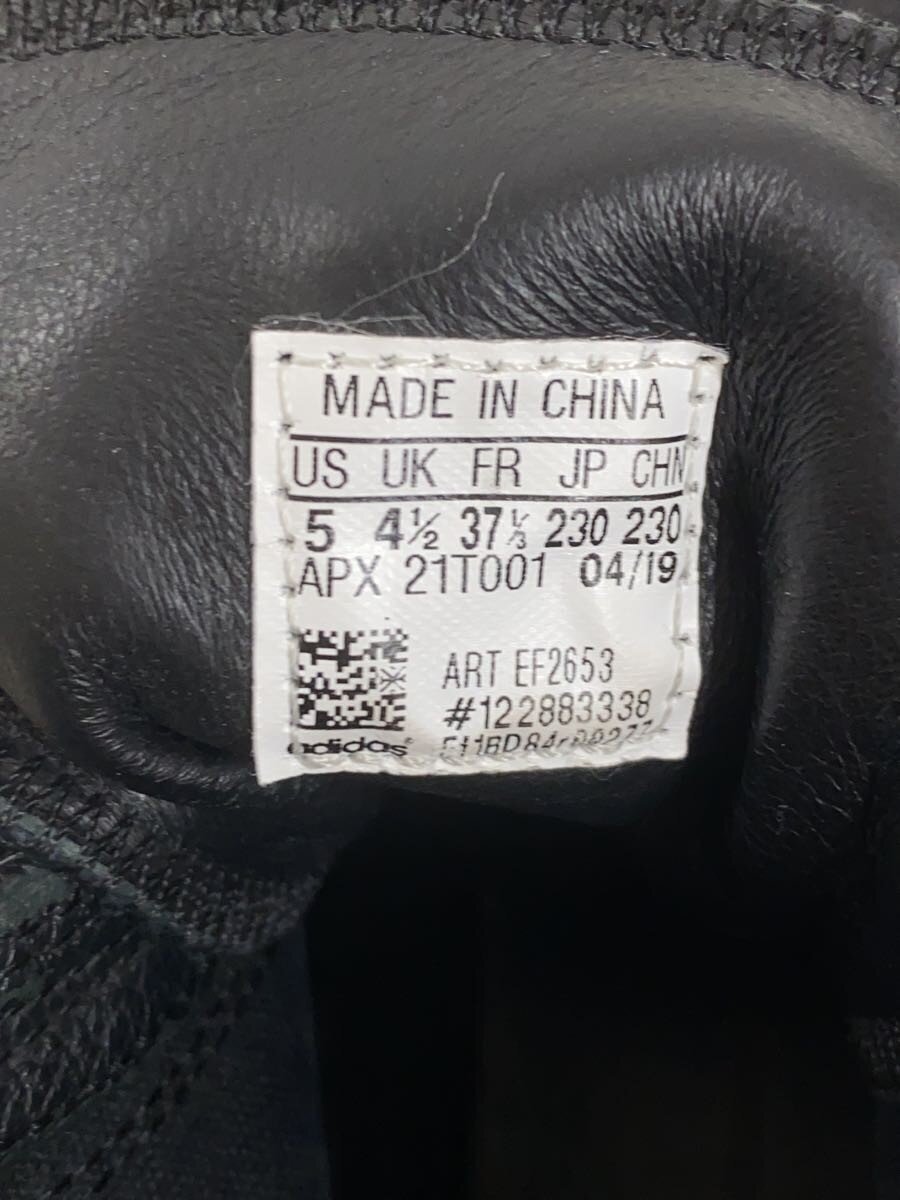 MADE IN CHINA
US UK FR JP CHN
5 4½ 37⅓ 230 230
APX 21T001 04/19
ART EF2653
#122883338
adidas